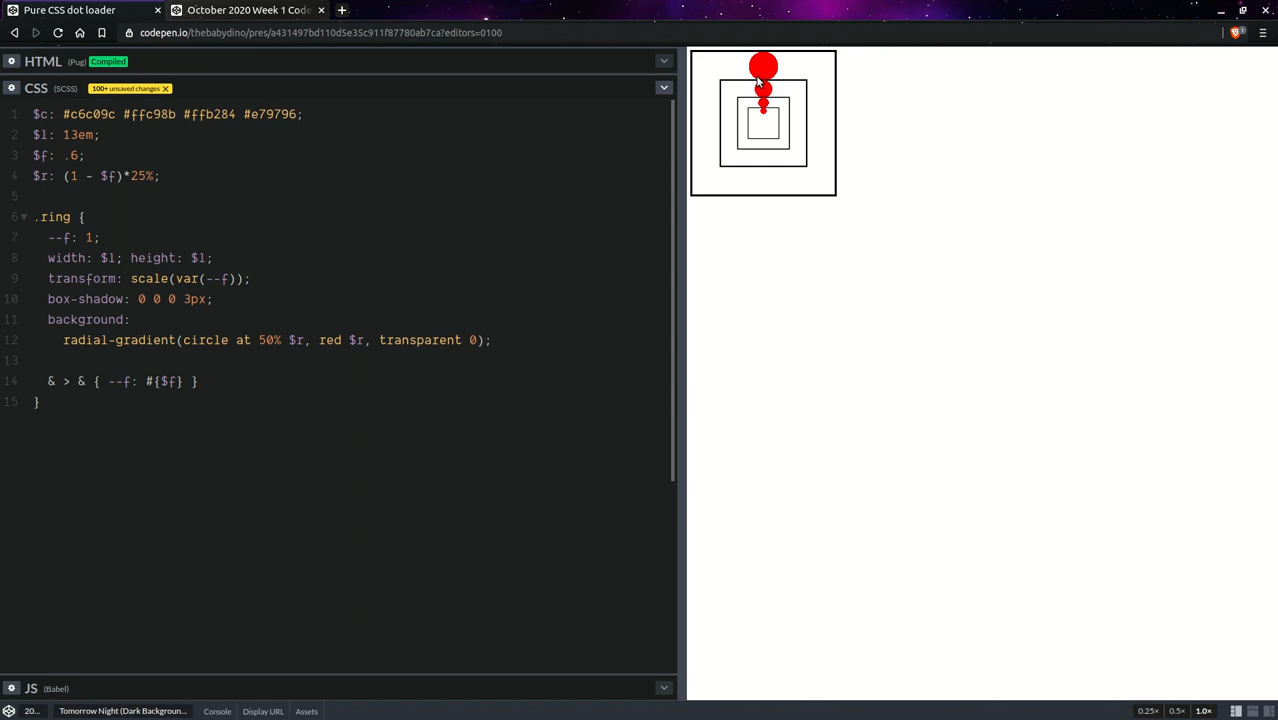 Pure CSS dot loader ×
October 2020 Week 1 Code ×
codepen.io/thebabydino/pres/a431497bd110d5e35c911f87780ab7ca?editors=0100
1
HTML (Pug) Compiled
CSS (SCSS) 100+ unsaved changes ×
1 $c: #c6c09c #ffc98b #ffb284 #e79796;
2 $l: 13em;
3 $f: .6;
4 $r: (1 - $f)*25%;
5
6 .ring {
7 --f: 1;
8 width: $l; height: $l;
9 transform: scale(var(--f));
10 box-shadow: 0 0 0 3px;
11 background:
12 radial-gradient(circle at 50% $r, red $r, transparent 0);
13
14 & > & { --f: #{$f} }
15 }
JS (Babel)
20... Tomorrow Night (Dark Backgroun... Console Display URL Assets 0.25× 0.5× 1.0×